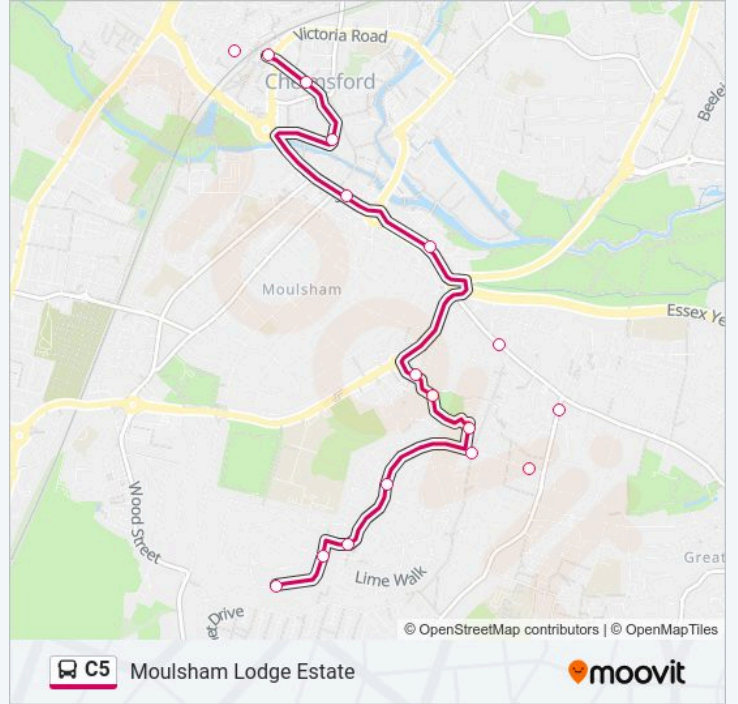 Victoria Road
Chelmsford
Moulsham
Essex Ye
Wood Street
Lime Walk
Great
et Drive
© OpenStreetMap contributors | © OpenMapTiles
C5
Moulsham Lodge Estate
moovit